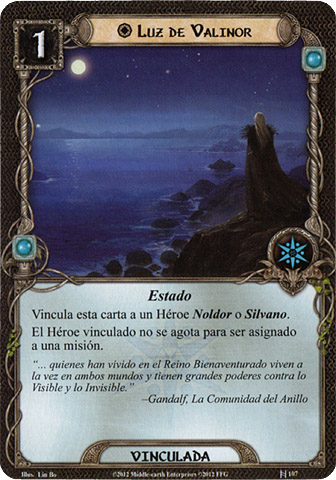 1
Luz de Valinor
Estado
Vincula esta carta a un Héroe Noldor o Silvano.
El Héroe vinculado no se agota para ser asignado
a una misión.
“... quienes han vivido en el Reino Bienaventurado viven a
la vez en ambos mundos y tienen grandes poderes contra lo
Visible y lo Invisible.”
–Gandalf, La Comunidad del Anillo
Illus. Lin Bo
VINCULADA
©2012 Middle-earth Enterprises ©2012 FFG
107